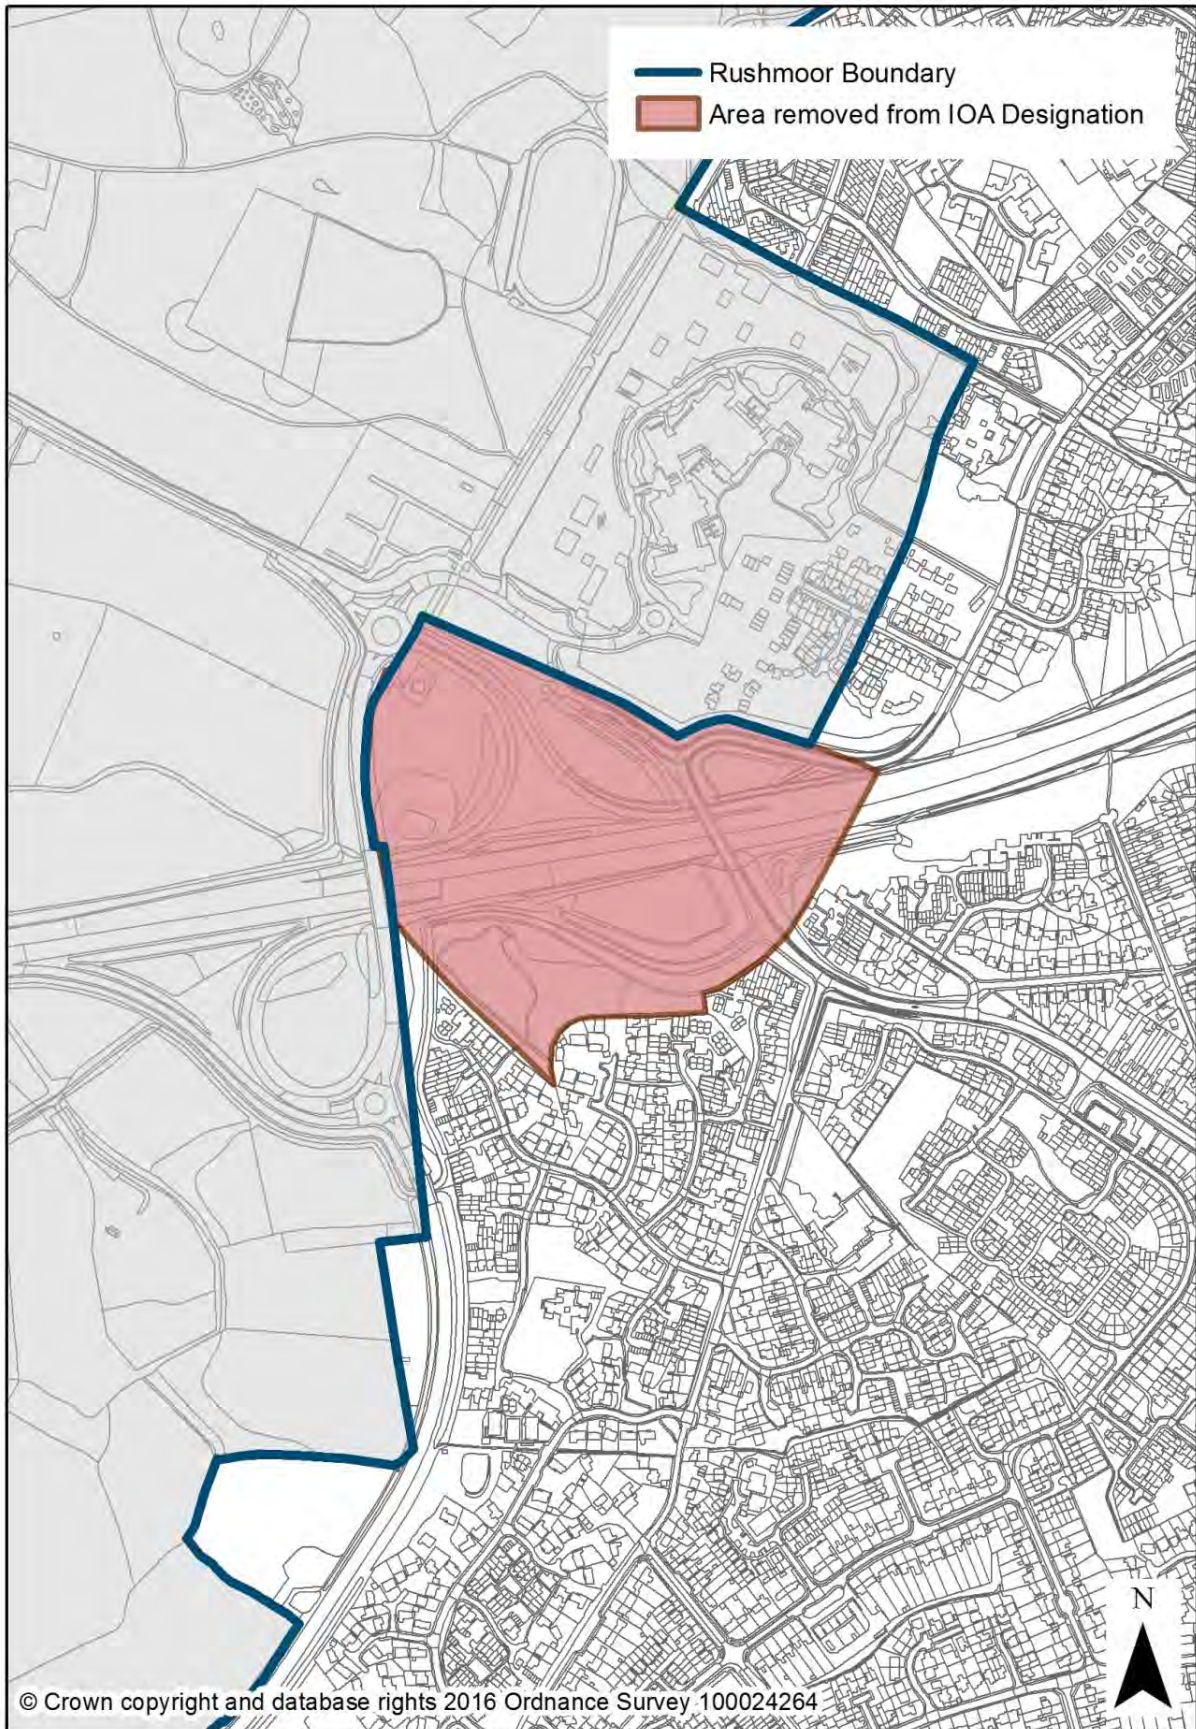 Rushmoor Boundary
Area removed from IOA Designation
N
© Crown copyright and database rights 2016 Ordnance Survey 100024264